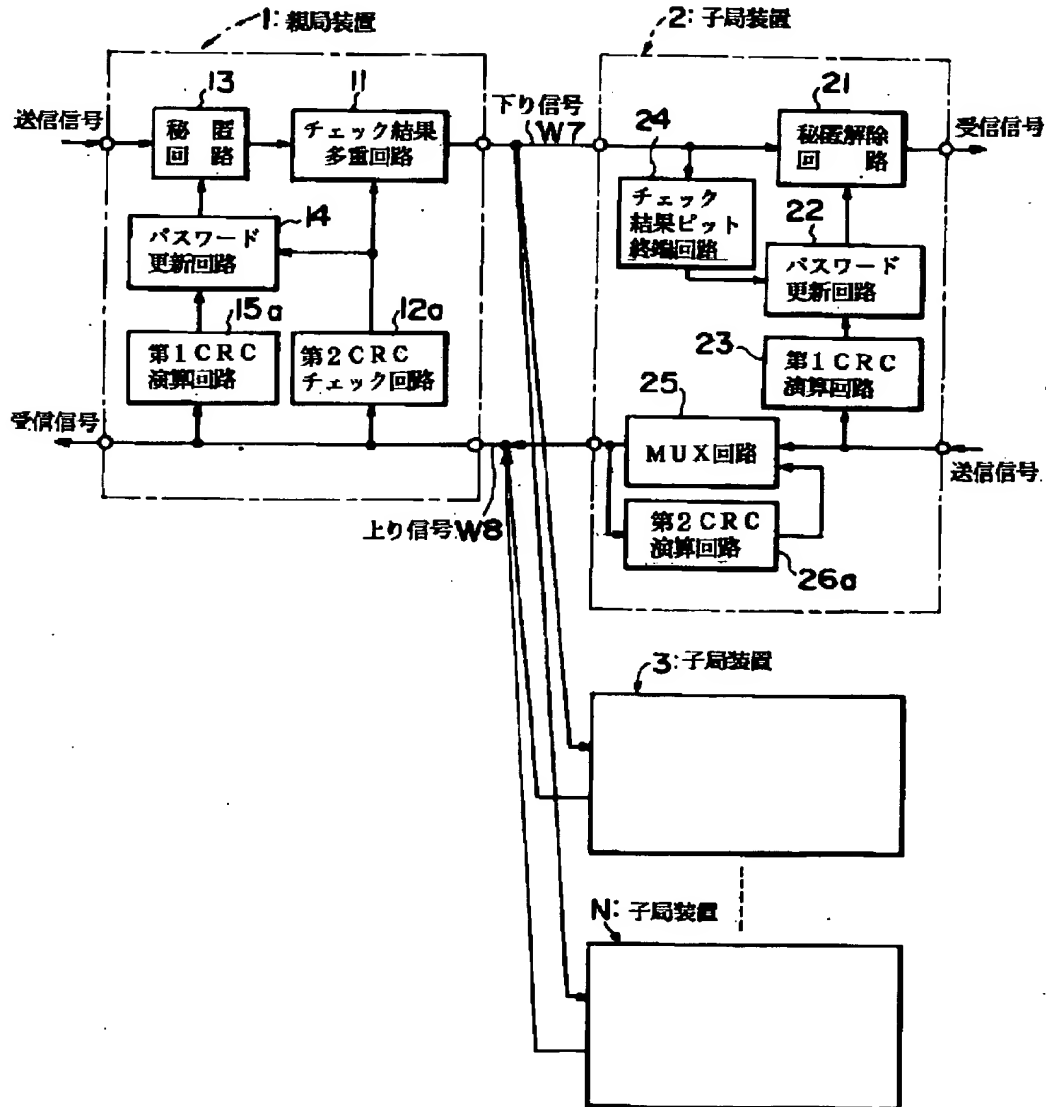 1:親局装置
2:子局装置
13
11
21
送信信号
秘匿
回路
チェック結果
多重回路
下り信号
W7
24
秘匿解除
回路
受信信号
14
チェック
結果ビット
終端回路
22
パスワード
更新回路
パスワード
更新回路
15a
12a
23
第1CRC
演算回路
第2CRC
チェック回路
第1CRC
演算回路
25
受信信号
MUX回路
送信信号
上り信号W8
第2CRC
演算回路
26a
3:子局装置
N:子局装置